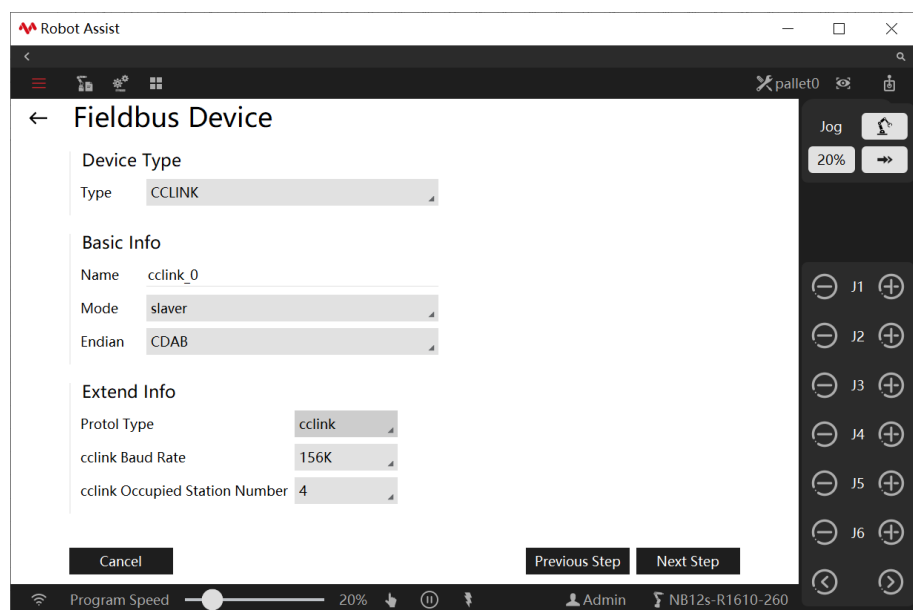 Robot Assist
pallet0
Fieldbus Device
Jog
20%
Device Type
Type CCLINK
Basic Info
Name cclink_0
Mode slaver
Endian CDAB
Extend Info
Protol Type cclink
cclink Baud Rate 156K
cclink Occupied Station Number 4
Cancel Previous Step Next Step
J1
J2
J3
J4
J5
J6
Program Speed 20% Admin NB12s-R1610-260